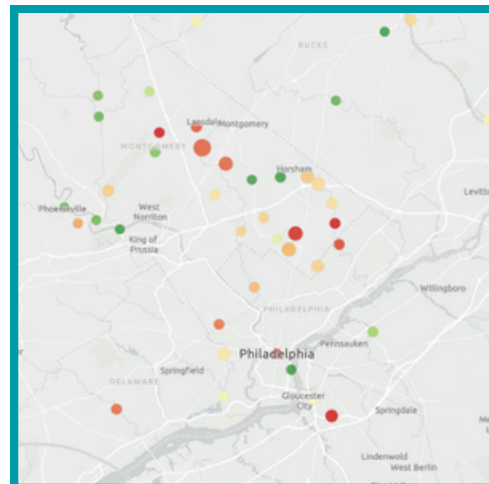 BUCKS
Lansdale
Montgomery
MONTGOMERY
Horsham
Levitto
Phoenixville
West
Norriton
King of
Prussia
Willingboro
PHILADELPHIA
Pennsauken
Philadelphia
Springfield
DELAWARE
Gloucester
City
Springdale
Lindenwold
West Berlin